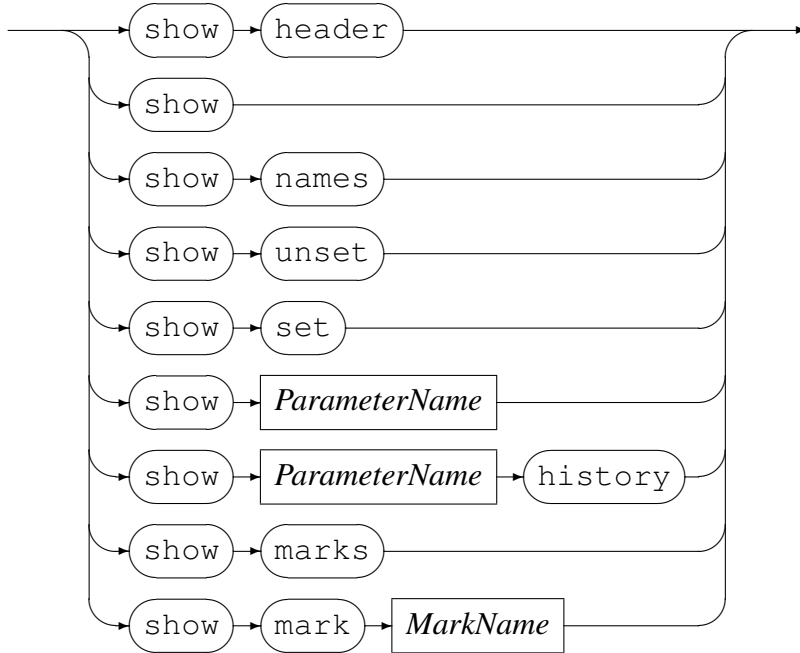 show header
show
show names
show unset
show set
show ParameterName
show ParameterName history
show marks
show mark MarkName